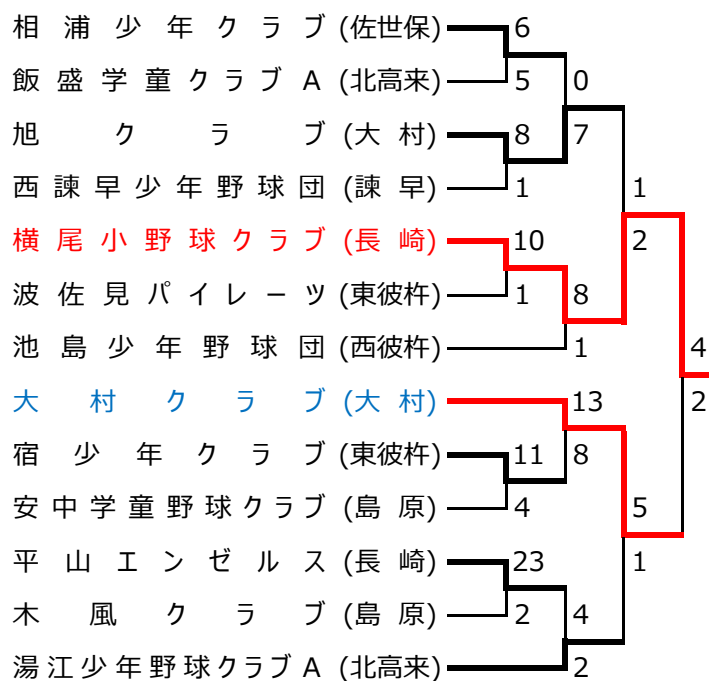 相浦少年クラブ(佐世保) 6
飯盛学童クラブA(北高来) 5 0
旭クラブ(大村) 8 7
西諫早少年野球団(諫早) 1 1
横尾小野球クラブ(長崎) 10 2
波佐見パイレーツ(東彼杵) 1 8
池島少年野球団(西彼杵) 1 4
大村クラブ(大村) 13 2
宿少年クラブ(東彼杵) 11 8
安中学童野球クラブ(島原) 4 5
平山エンゼルス(長崎) 23 1
木風クラブ(島原) 2 4
湯江少年野球クラブA(北高来) 2